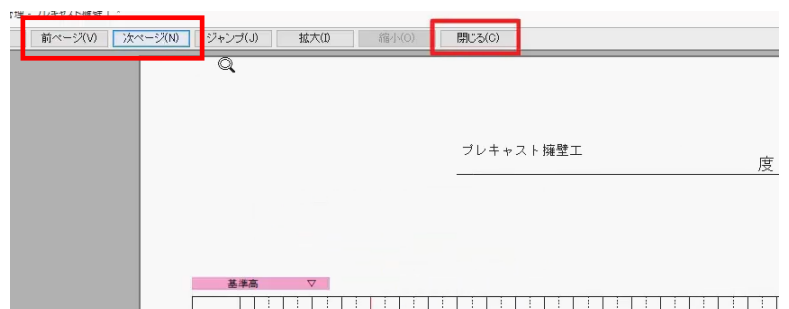 前ページ(V) 次ページ(N) ジャンプ(J) 拡大(I) 縮小(O) 閉じる(C)
プレキャスト擁壁工
度
基準高 ▽